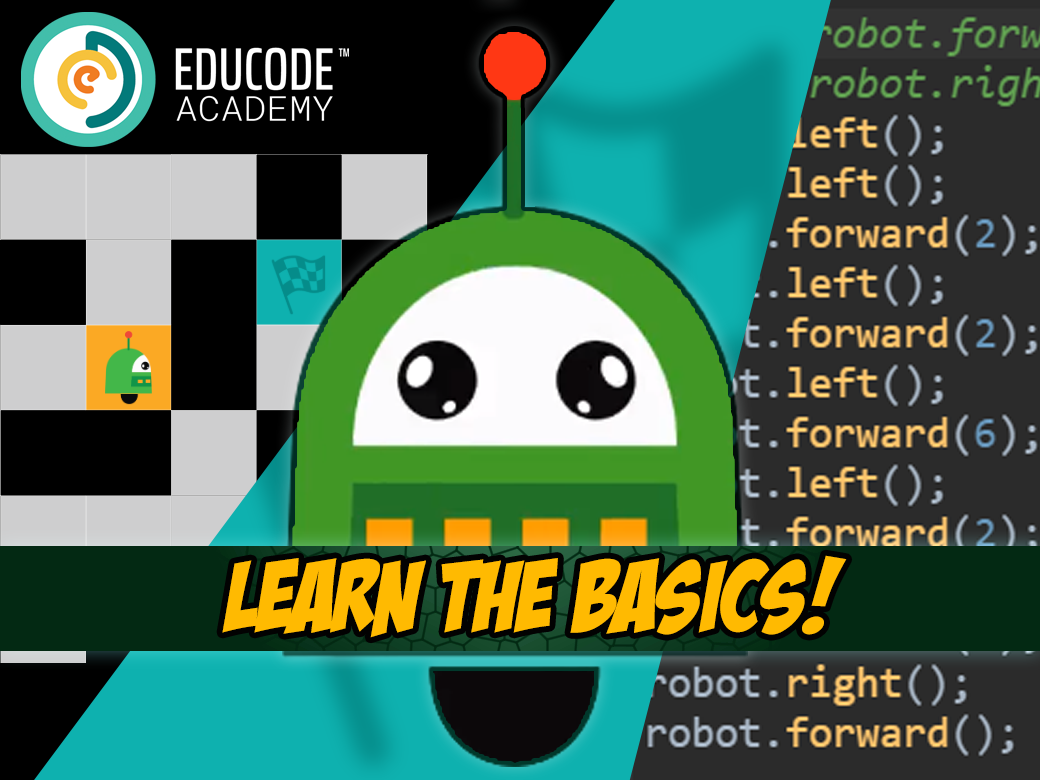 EDUCODE™
ACADEMY
robot.forw
robot.righ
left();
left();
.forward(2);
t.left();
t.forward(2);
ot.left();
ot.forward(6);
t.left();
t.forward(2);
LEARN THE BASICS!
robot.right();
robot.forward();